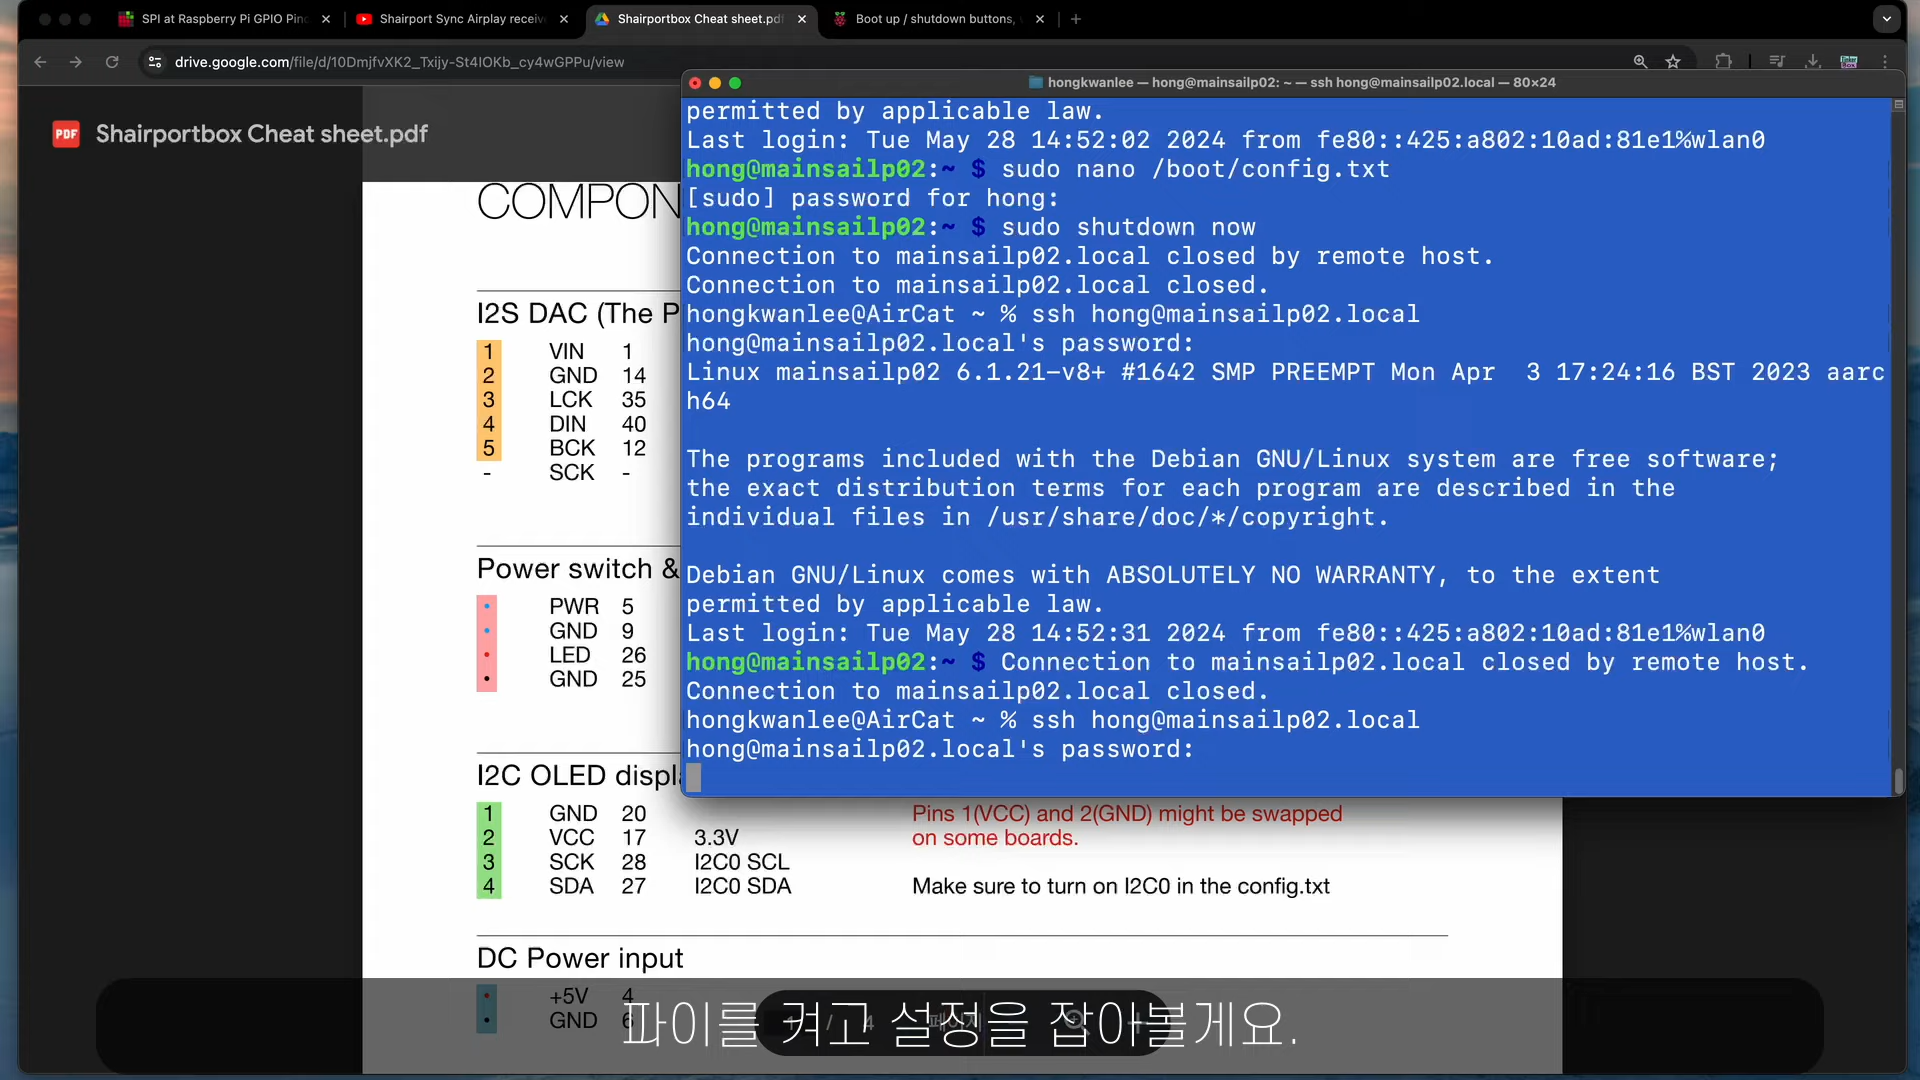 SPI at Raspberry Pi GPIO Pin
Shairport Sync Airplay receiv
Shairportbox Cheat sheet.pdf
Boot up / shutdown buttons,
drive.google.com/file/d/10DmjfvXK2_Txijy-St4IOKb_cy4wGPPu/view
hongkwanlee — hong@mainsailp02: ~ — ssh hong@mainsailp02.local — 80×24
PDF Shairportbox Cheat sheet.pdf
permitted by applicable law.
Last login: Tue May 28 14:52:02 2024 from fe80::425:a802:10ad:81e1%wlan0
hong@mainsailp02:~ $ sudo nano /boot/config.txt
[sudo] password for hong:
hong@mainsailp02:~ $ sudo shutdown now
Connection to mainsailp02.local closed by remote host.
Connection to mainsailp02.local closed.
hongkwanlee@AirCat ~ % ssh hong@mainsailp02.local
hong@mainsailp02.local's password:
Linux mainsailp02 6.1.21-v8+ #1642 SMP PREEMPT Mon Apr  3 17:24:16 BST 2023 aarc
h64
The programs included with the Debian GNU/Linux system are free software;
the exact distribution terms for each program are described in the
individual files in /usr/share/doc/*/copyright.
Debian GNU/Linux comes with ABSOLUTELY NO WARRANTY, to the extent
permitted by applicable law.
Last login: Tue May 28 14:52:31 2024 from fe80::425:a802:10ad:81e1%wlan0
hong@mainsailp02:~ $ Connection to mainsailp02.local closed by remote host.
Connection to mainsailp02.local closed.
hongkwanlee@AirCat ~ % ssh hong@mainsailp02.local
hong@mainsailp02.local's password:
COMPON
I2S DAC (The P
1 VIN 1
2 GND 14
3 LCK 35
4 DIN 40
5 BCK 12
- SCK -
Power switch &
PWR 5
GND 9
LED 26
GND 25
I2C OLED displa
1 GND 20
2 VCC 17 3.3V
3 SCK 28 I2C0 SCL
4 SDA 27 I2C0 SDA
Pins 1(VCC) and 2(GND) might be swapped
on some boards.
Make sure to turn on I2C0 in the config.txt
DC Power input
+5V 4
GND 6
파이를 켜고 설정을 잡아볼게요.